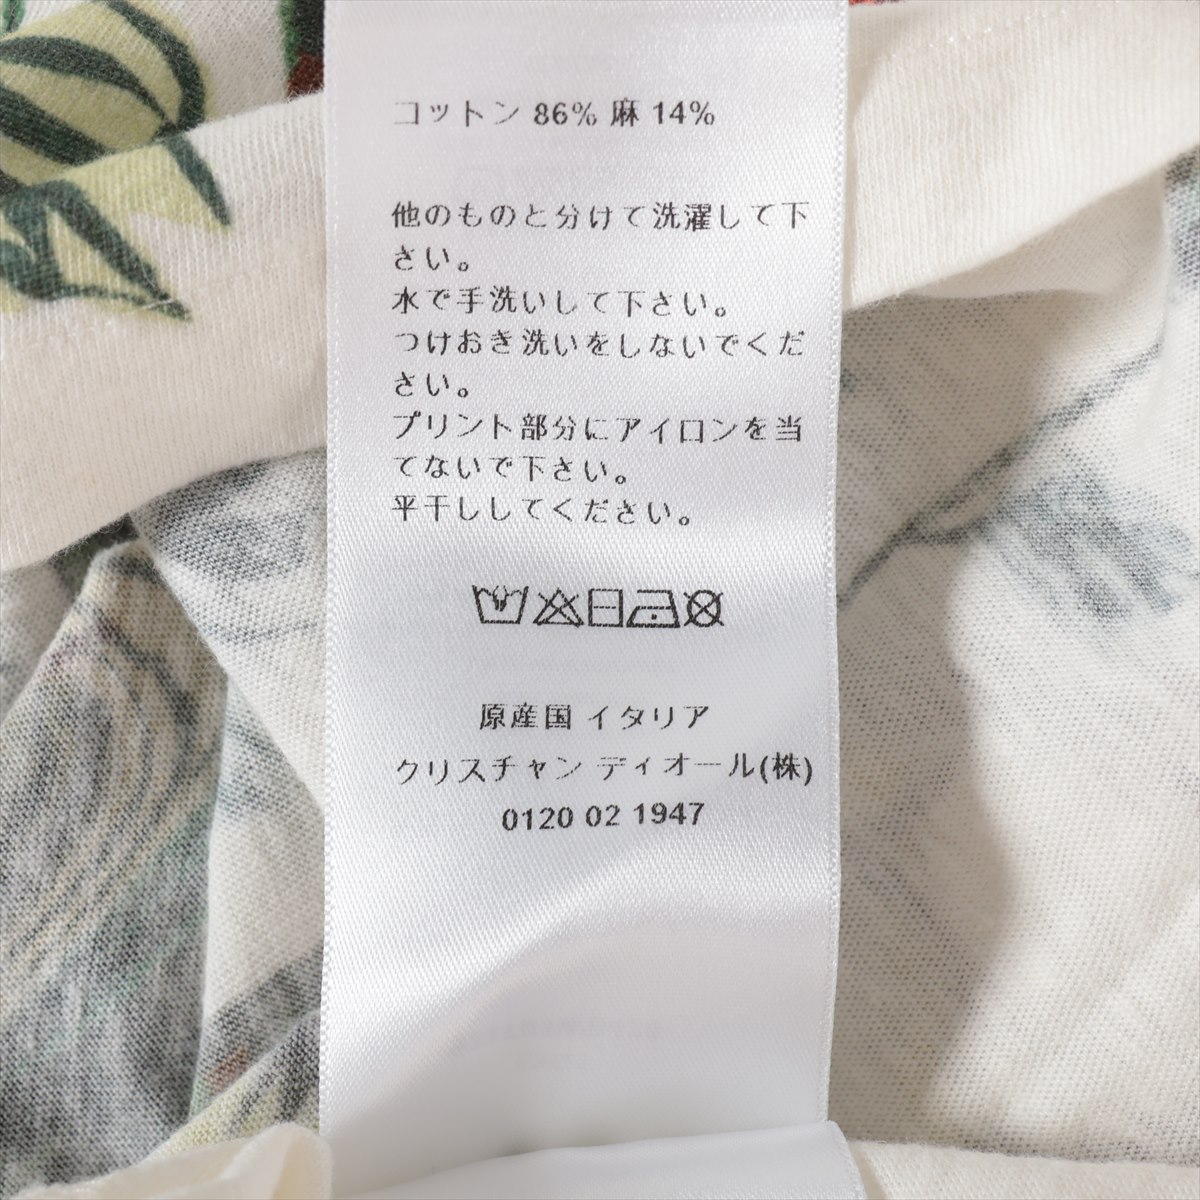 コットン 86% 麻 14%
他のものと分けて洗濯して下
さい。
水で手洗いして下さい。
つけおき洗いをしないでくだ
さい。
プリント部分にアイロンを当
てないで下さい。
平干ししてください。
原産国 イタリア
クリスチャン ディオール(株)
0120 02 1947